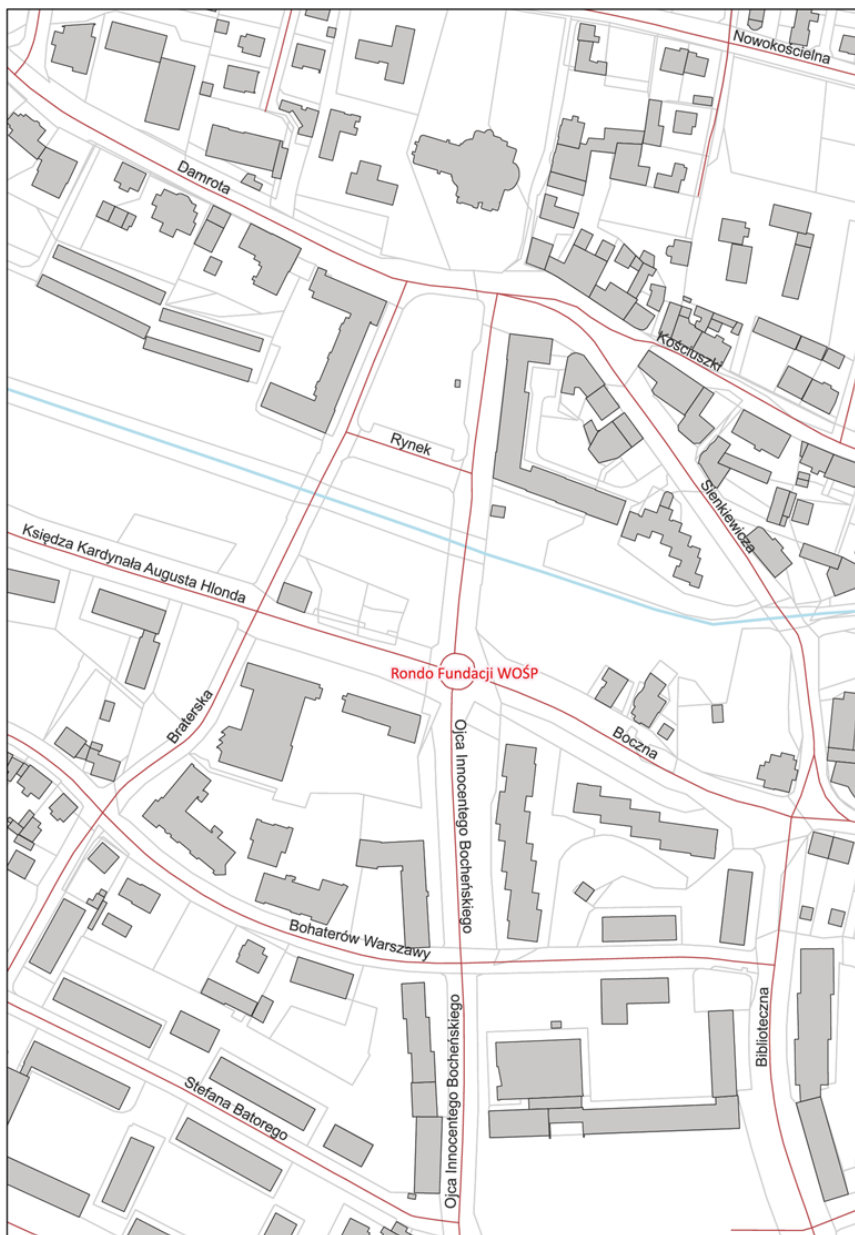 Nowokościelna
Damrota
Kościuszki
Rynek
Sienkiewicza
Księdza Kardynała Augusta Hlonda
Rondo Fundacji WOŚP
Braterska
Boczna
Ojca Innocentego Bocheńskiego
Bohaterów Warszawy
Biblioteczna
Ojca Innocentego Bocheńskiego
Stefana Batorego